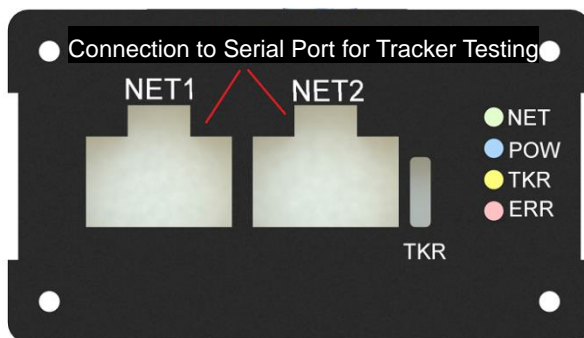 Connection to Serial Port for Tracker Testing
NET1 NET2
NET
POW
TKR
ERR
TKR